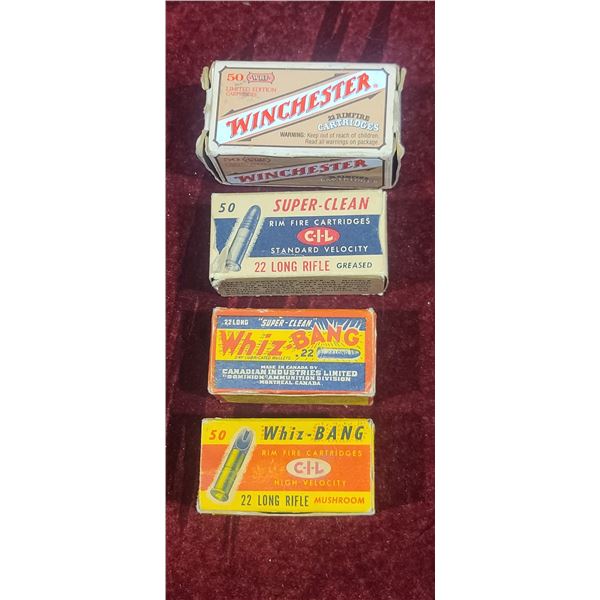 50
LIMITED EDITION
CARTRIDGES
WINCHESTER
22 RIMFIRE
CARTRIDGES
WARNING: Keep out of reach of children.
Read all warnings on package.
50
WINCHESTER
50 SUPER-CLEAN
RIM FIRE CARTRIDGES
C-I-L
STANDARD VELOCITY
22 LONG RIFLE GREASED
.22 LONG "SUPER-CLEAN"
Whiz-BANG
.22
DRY LUBRICATED BULLETS
MADE IN CANADA BY
CANADIAN INDUSTRIES LIMITED
"DOMINION" AMMUNITION DIVISION
MONTREAL CANADA.
50 Whiz-BANG
RIM FIRE CARTRIDGES
C-I-L
HIGH VELOCITY
22 LONG RIFLE MUSHROOM